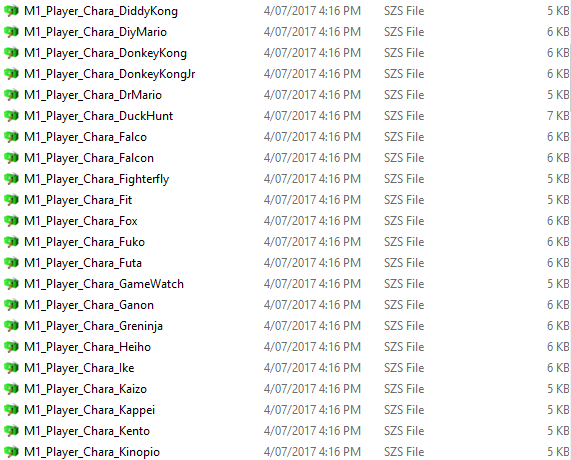 M1_Player_Chara_DiddyKong 4/07/2017 4:16 PM SZS File 5 KB
M1_Player_Chara_DiyMario 4/07/2017 4:16 PM SZS File 6 KB
M1_Player_Chara_DonkeyKong 4/07/2017 4:16 PM SZS File 6 KB
M1_Player_Chara_DonkeyKongJr 4/07/2017 4:16 PM SZS File 6 KB
M1_Player_Chara_DrMario 4/07/2017 4:16 PM SZS File 5 KB
M1_Player_Chara_DuckHunt 4/07/2017 4:16 PM SZS File 7 KB
M1_Player_Chara_Falco 4/07/2017 4:16 PM SZS File 6 KB
M1_Player_Chara_Falcon 4/07/2017 4:16 PM SZS File 6 KB
M1_Player_Chara_Fighterfly 4/07/2017 4:16 PM SZS File 5 KB
M1_Player_Chara_Fit 4/07/2017 4:16 PM SZS File 5 KB
M1_Player_Chara_Fox 4/07/2017 4:16 PM SZS File 6 KB
M1_Player_Chara_Fuko 4/07/2017 4:16 PM SZS File 6 KB
M1_Player_Chara_Futa 4/07/2017 4:16 PM SZS File 6 KB
M1_Player_Chara_GameWatch 4/07/2017 4:16 PM SZS File 5 KB
M1_Player_Chara_Ganon 4/07/2017 4:16 PM SZS File 6 KB
M1_Player_Chara_Greninja 4/07/2017 4:16 PM SZS File 6 KB
M1_Player_Chara_Heiho 4/07/2017 4:16 PM SZS File 6 KB
M1_Player_Chara_Ike 4/07/2017 4:16 PM SZS File 6 KB
M1_Player_Chara_Kaizo 4/07/2017 4:16 PM SZS File 5 KB
M1_Player_Chara_Kappei 4/07/2017 4:16 PM SZS File 5 KB
M1_Player_Chara_Kento 4/07/2017 4:16 PM SZS File 5 KB
M1_Player_Chara_Kinopio 4/07/2017 4:16 PM SZS File 5 KB